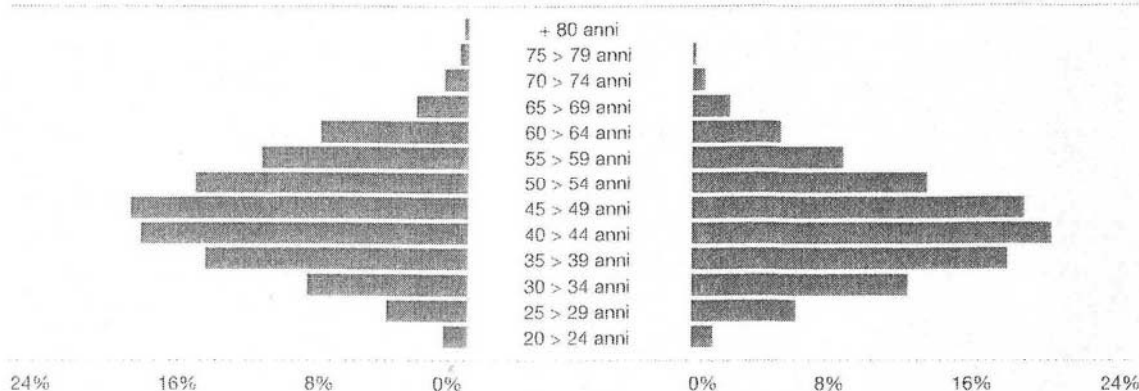 + 80 anni
75 > 79 anni
70 > 74 anni
65 > 69 anni
60 > 64 anni
55 > 59 anni
50 > 54 anni
45 > 49 anni
40 > 44 anni
35 > 39 anni
30 > 34 anni
25 > 29 anni
20 > 24 anni
24% 16% 8% 0% 0% 8% 16% 24%